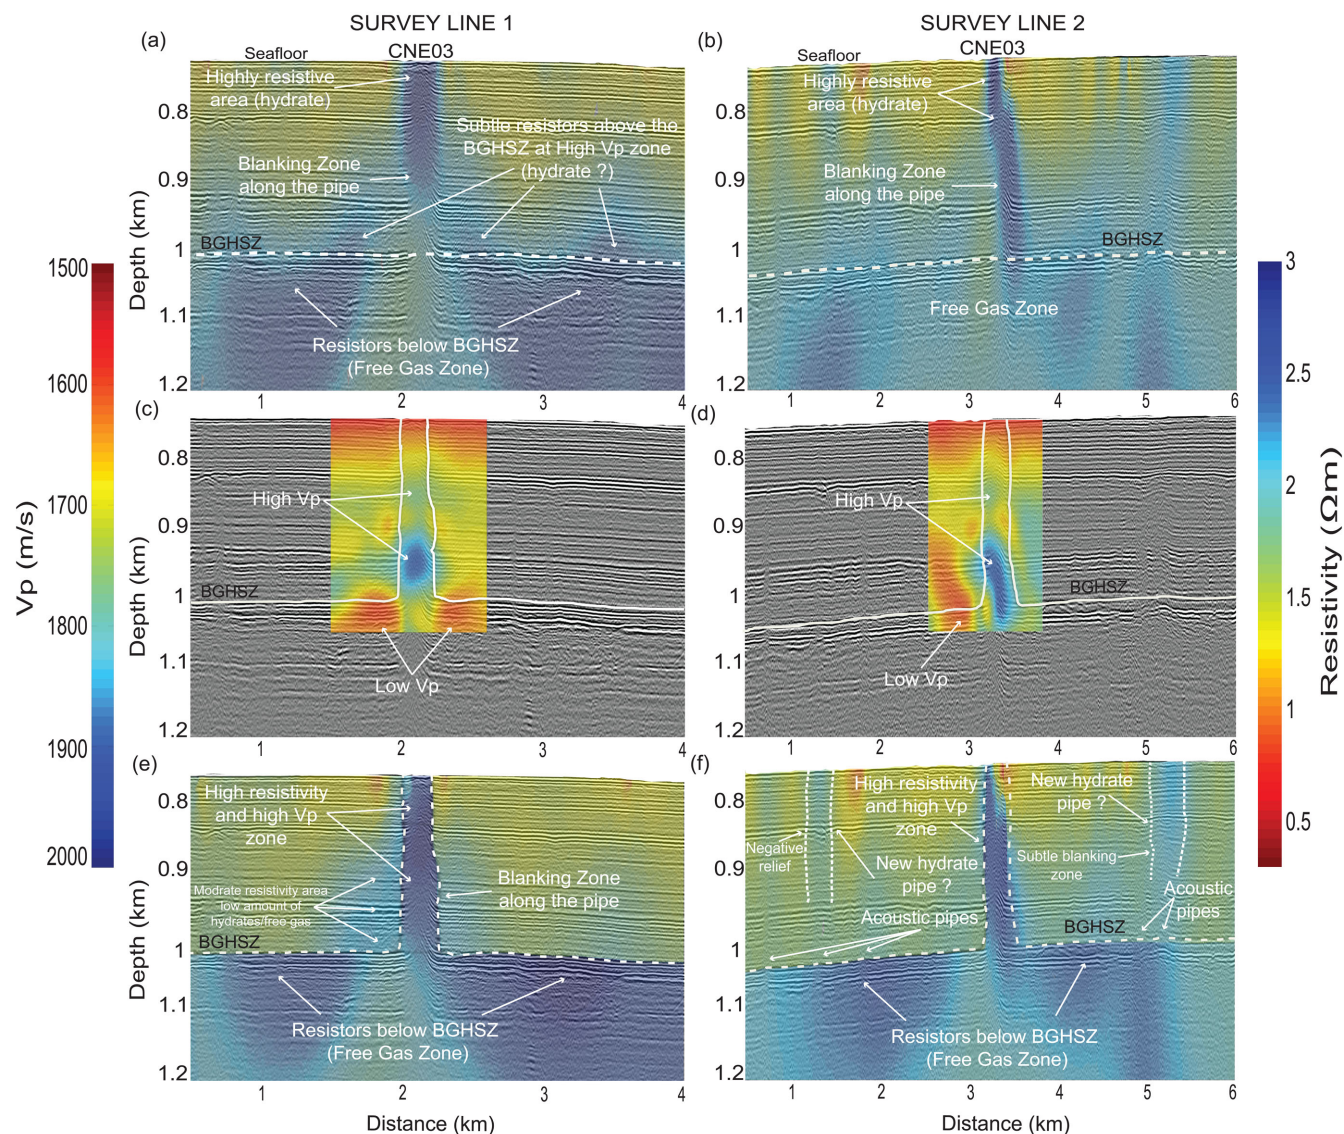 SURVEY LINE 1
SURVEY LINE 2
(a)
Seafloor
CNE03
Highly resistive
area (hydrate)
Subtle resistors above the
BGHSZ at High Vp zone
(hydrate ?)
Blanking Zone
along the pipe
BGHSZ
Resistors below BGHSZ
(Free Gas Zone)
Depth (km)
0.8
0.9
1
1.1
1.2
1
2
3
4
(b)
Seafloor
CNE03
Highly resistive
area (hydrate)
Blanking Zone
along the pipe
BGHSZ
Free Gas Zone
0.8
0.9
1
1.1
1.2
1
2
3
4
5
6
Vp (m/s)
1500
1600
1700
1800
1900
2000
(c)
High Vp
BGHSZ
Low Vp
Depth (km)
0.8
0.9
1
1.1
1.2
1
2
3
4
(d)
High Vp
BGHSZ
Low Vp
0.8
0.9
1
1.1
1.2
1
2
3
4
5
6
Resistivity (Ωm)
3
2.5
2
1.5
1
0.5
(e)
High resistivity
and high Vp
zone
Modrate resistivity area
low amount of
hydrates/free gas
Blanking Zone
along the pipe
BGHSZ
Resistors below BGHSZ
(Free Gas Zone)
Depth (km)
0.8
0.9
1
1.1
1.2
1
2
3
4
Distance (km)
(f)
High resistivity
and high Vp
zone
New hydrate
pipe ?
Negative
relief
New hydrate
pipe ?
Subtle blanking
zone
Acoustic pipes
Acoustic
pipes
BGHSZ
Resistors below BGHSZ
(Free Gas Zone)
0.8
0.9
1
1.1
1.2
1
2
3
4
5
6
Distance (km)